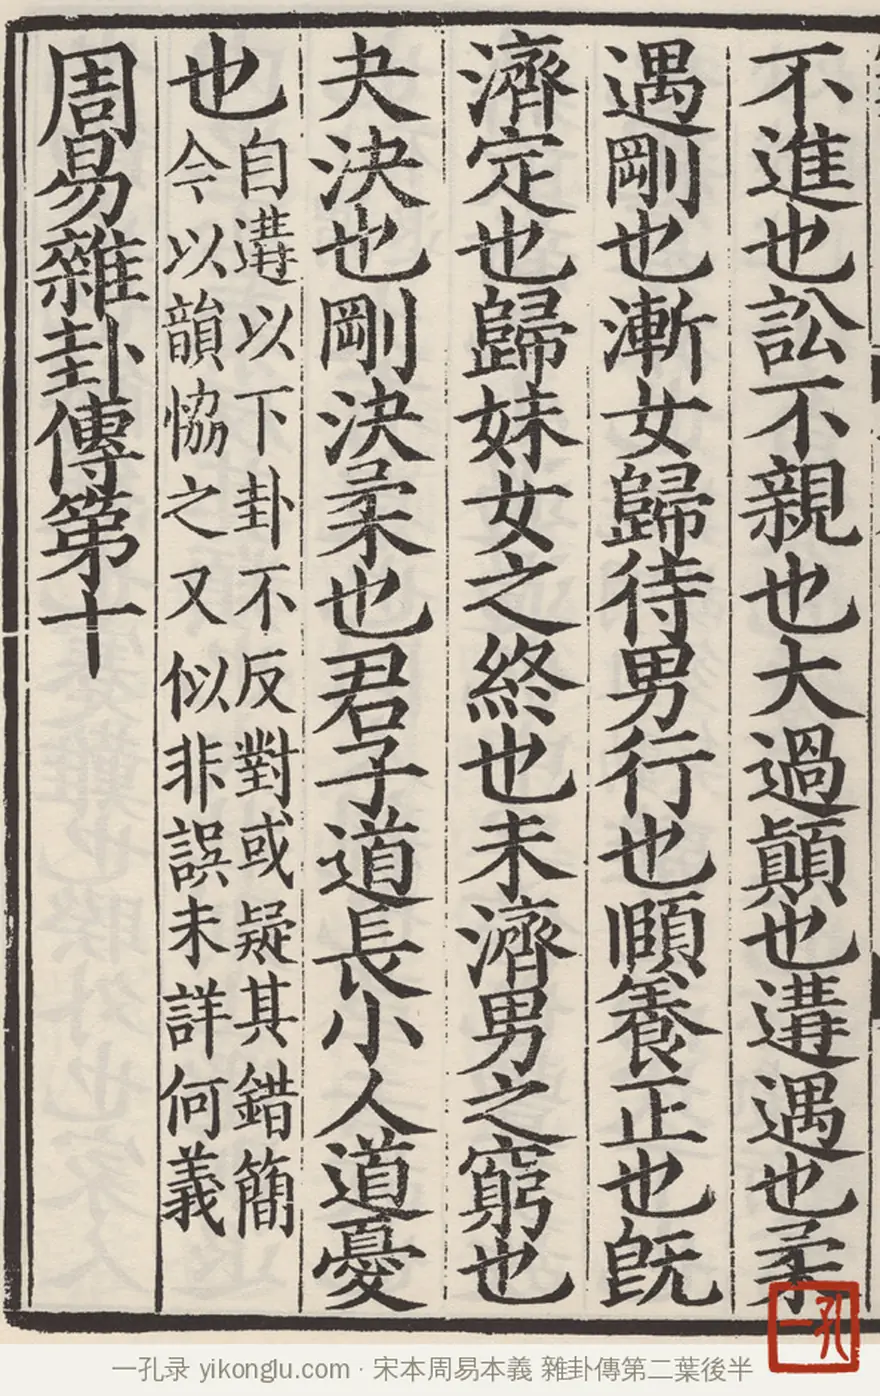 不進也訟不親也大過顛也遘遇也柔
遇剛也漸女歸待男行也頤養正也旣
濟定也歸妹女之終也未濟男之窮也
夬決也剛決柔也君子道長小人道憂
也
自遘以下卦不反對或疑其錯簡
今以韻恊之又似非誤未詳何義
周易雜卦傳第十
一孔
一孔录 yikonglu.com · 宋本周易本義 雜卦傳第二葉後半